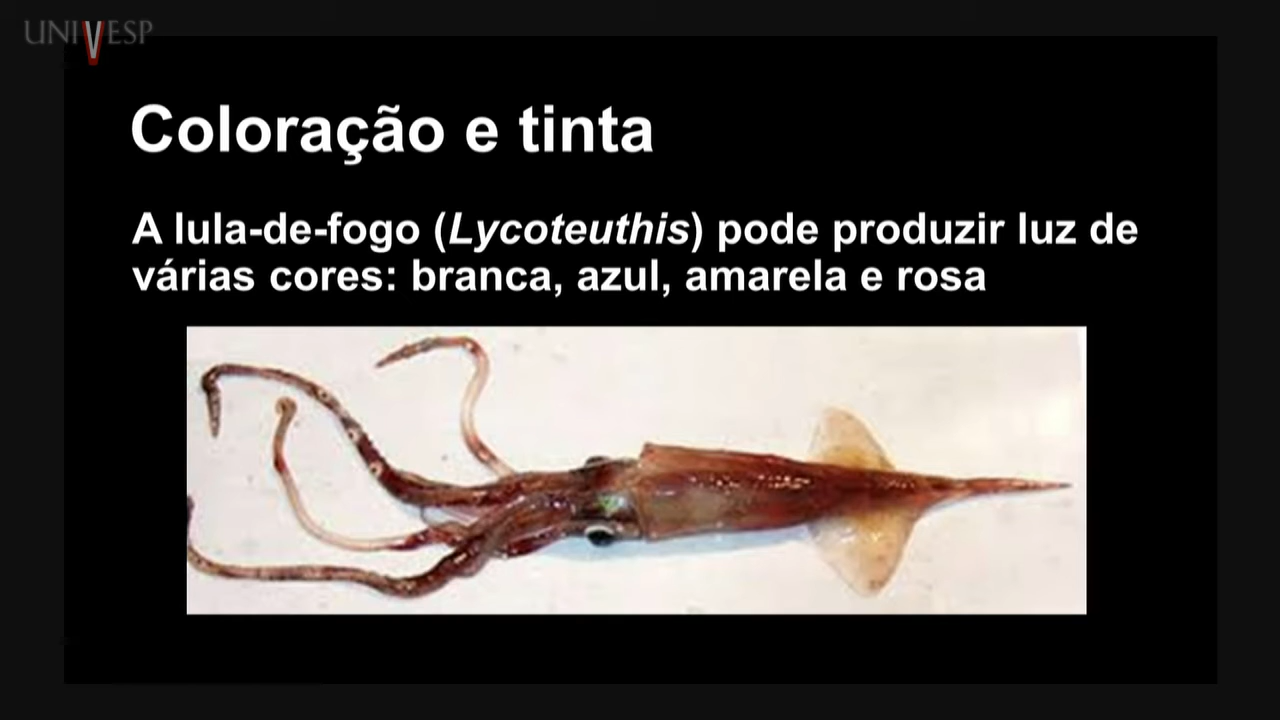 UNIVESP
Coloração e tinta
A lula-de-fogo (Lycoteuthis) pode produzir luz de
várias cores: branca, azul, amarela e rosa